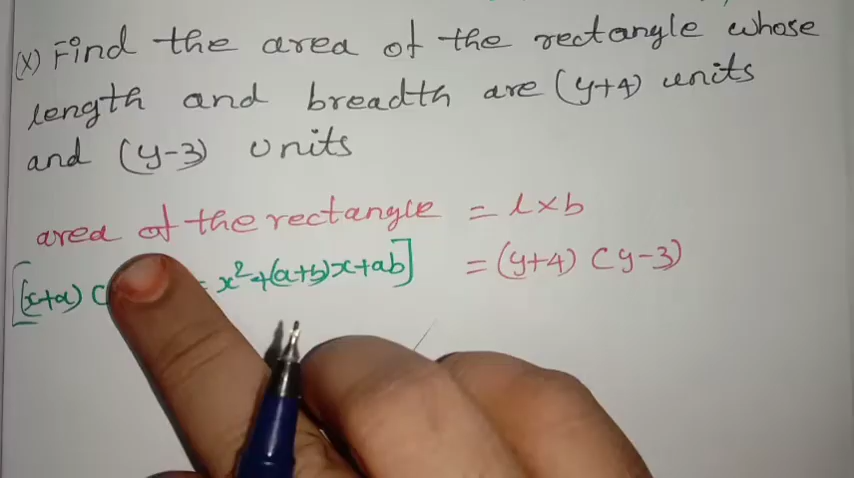 (X) Find the area of the rectangle whose
length and breadth are (y+4) units
and (y-3) units
area of the rectangle = l×b
[(x+a) ( = x²+(a+b)x+ab] = (y+4) (y-3)